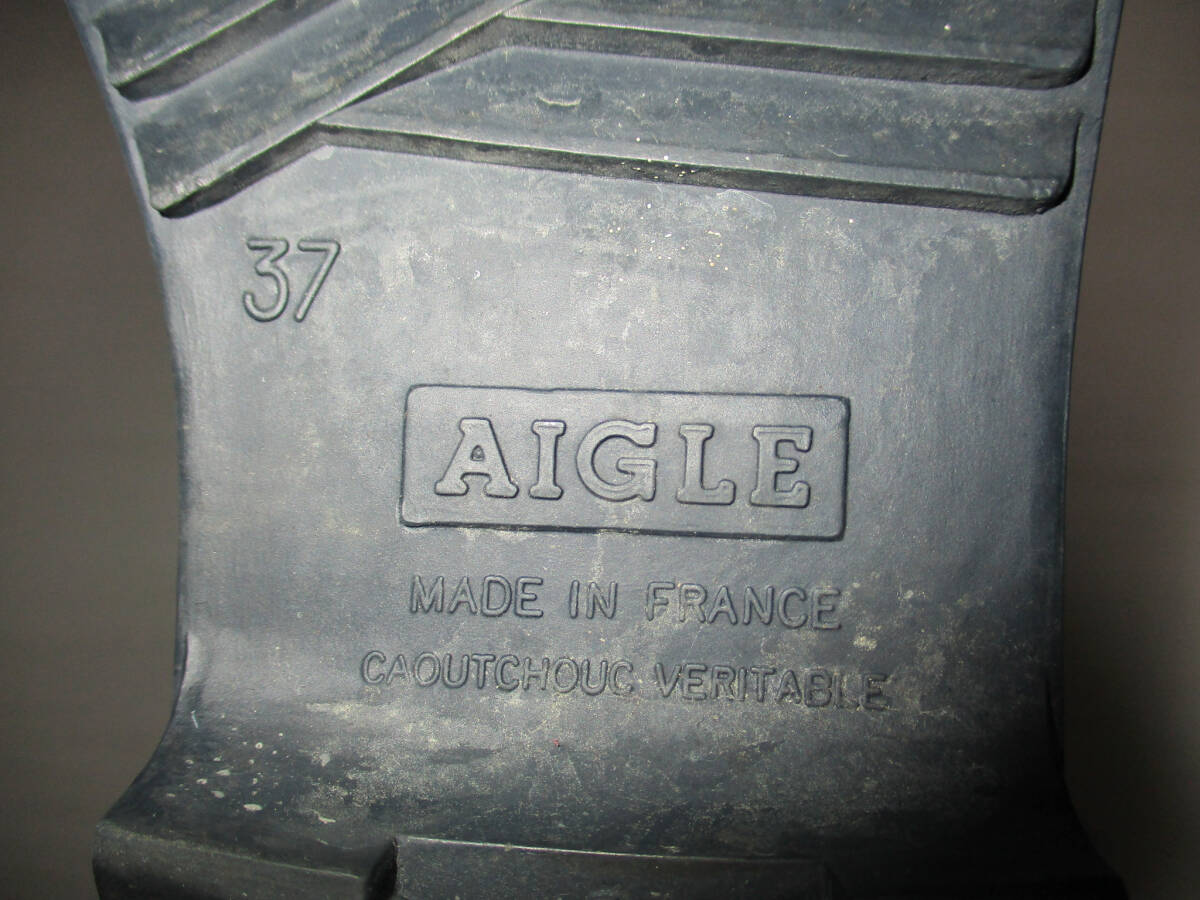 37
AIGLE
MADE IN FRANCE
CAOUTCHOUC VERITABLE